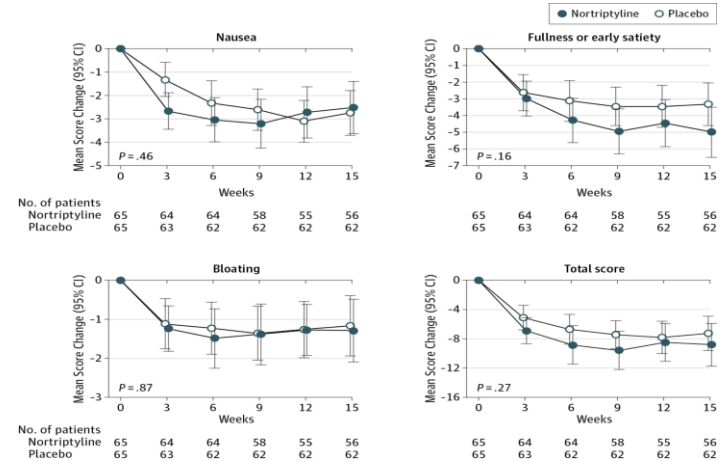 Nortriptyline Placebo
Nausea
Mean Score Change (95% CI)
0
-1
-2
-3
-4
-5
P = .46
0 3 6 9 12 15
Weeks
No. of patients
Nortriptyline 65 64 64 58 55 56
Placebo 65 63 62 62 62 62
Fullness or early satiety
Mean Score Change (95% CI)
0
-1
-2
-3
-4
-5
-6
-7
P = .16
0 3 6 9 12 15
Weeks
65 64 64 58 55 56
65 63 62 62 62 62
Bloating
Mean Score Change (95% CI)
0
-1
-2
-3
P = .87
0 3 6 9 12 15
Weeks
No. of patients
Nortriptyline 65 64 64 58 55 56
Placebo 65 63 62 62 62 62
Total score
Mean Score Change (95% CI)
0
-4
-8
-12
-16
P = .27
0 3 6 9 12 15
Weeks
65 64 64 58 55 56
65 63 62 62 62 62